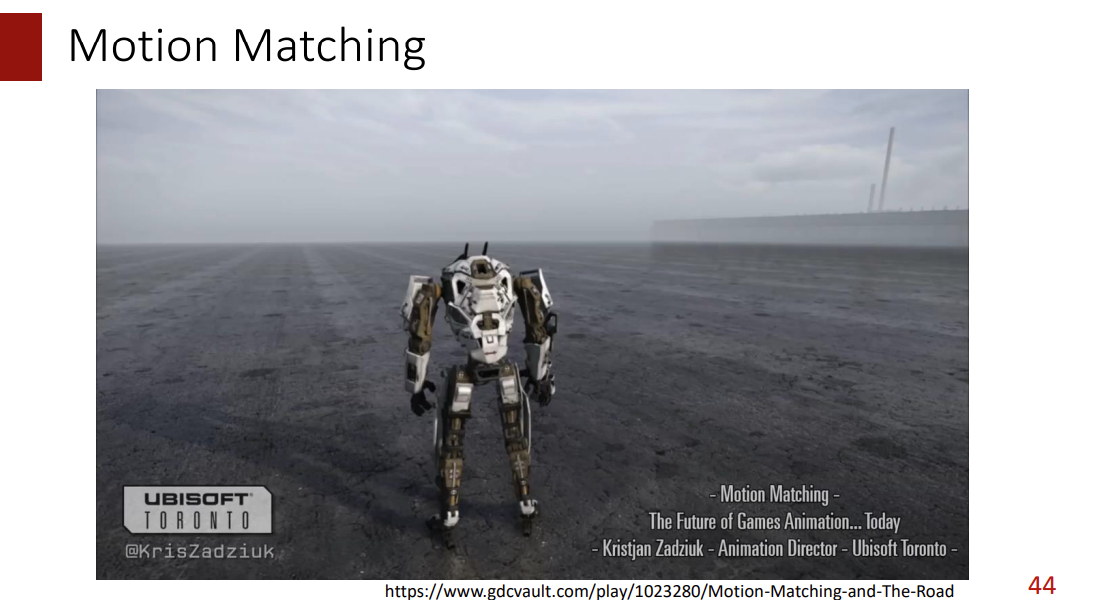 Motion Matching
UBISOFT
TORONTO
@KrisZadziuk
- Motion Matching -
The Future of Games Animation... Today
- Kristjan Zadziuk - Animation Director - Ubisoft Toronto -
https://www.gdcvault.com/play/1023280/Motion-Matching-and-The-Road
44